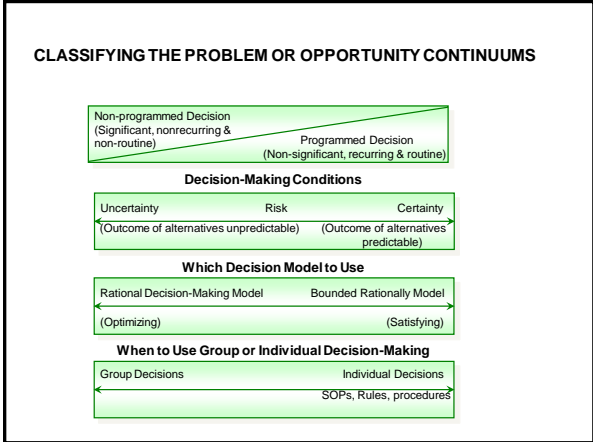 CLASSIFYING THE PROBLEM OR OPPORTUNITY CONTINUUMS
Non-programmed Decision
(Significant, nonrecurring &
non-routine)
Programmed Decision
(Non-significant, recurring & routine)
Decision-Making Conditions
Uncertainty Risk Certainty
(Outcome of alternatives unpredictable) (Outcome of alternatives
predictable)
Which Decision Model to Use
Rational Decision-Making Model Bounded Rationally Model
(Optimizing) (Satisfying)
When to Use Group or Individual Decision-Making
Group Decisions Individual Decisions
SOPs, Rules, procedures